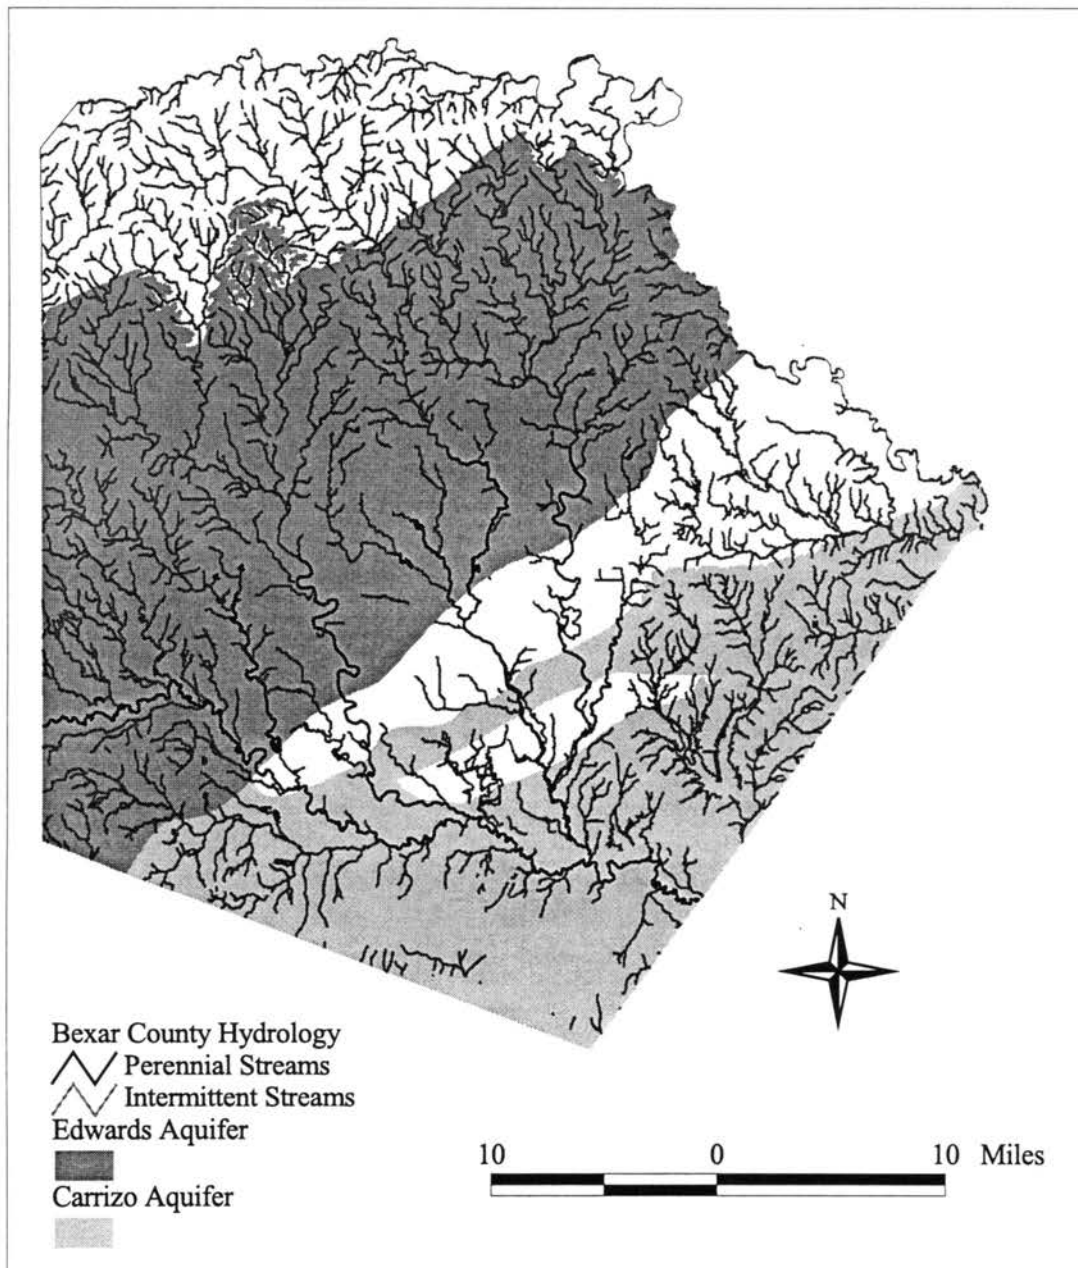 N
Bexar County Hydrology
Perennial Streams
Intermittent Streams
Edwards Aquifer
Carrizo Aquifer
10 0 10 Miles